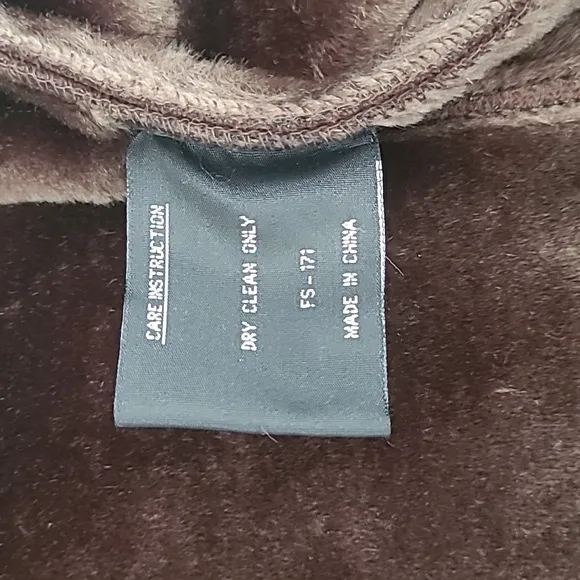 CARE INSTRUCTION
DRY CLEAN ONLY
FS-171
MADE IN CHINA